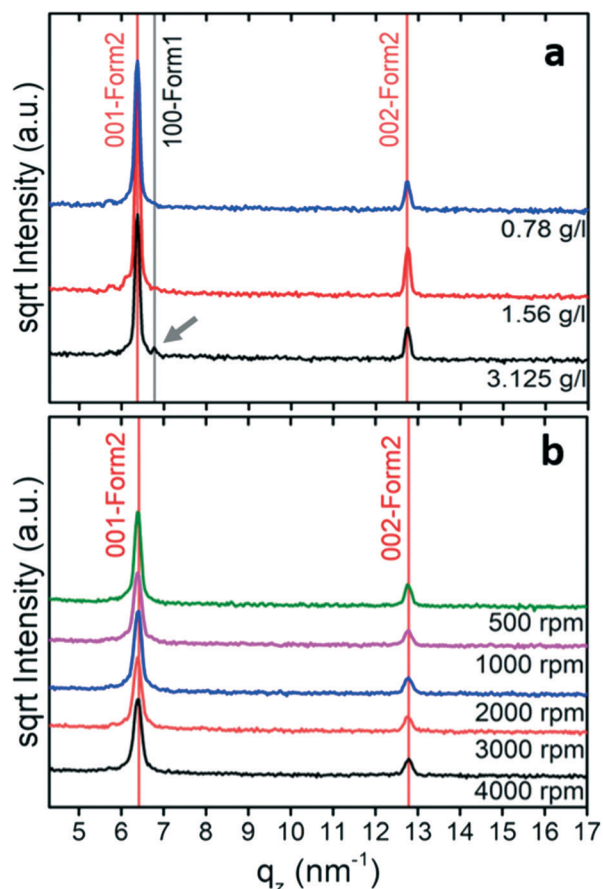 a
001-Form2
100-Form1
002-Form2
0.78 g/l
1.56 g/l
3.125 g/l
sqrt Intensity (a.u.)
b
001-Form2
002-Form2
500 rpm
1000 rpm
2000 rpm
3000 rpm
4000 rpm
sqrt Intensity (a.u.)
5 6 7 8 9 10 11 12 13 14 15 16 17
q_z (nm⁻¹)